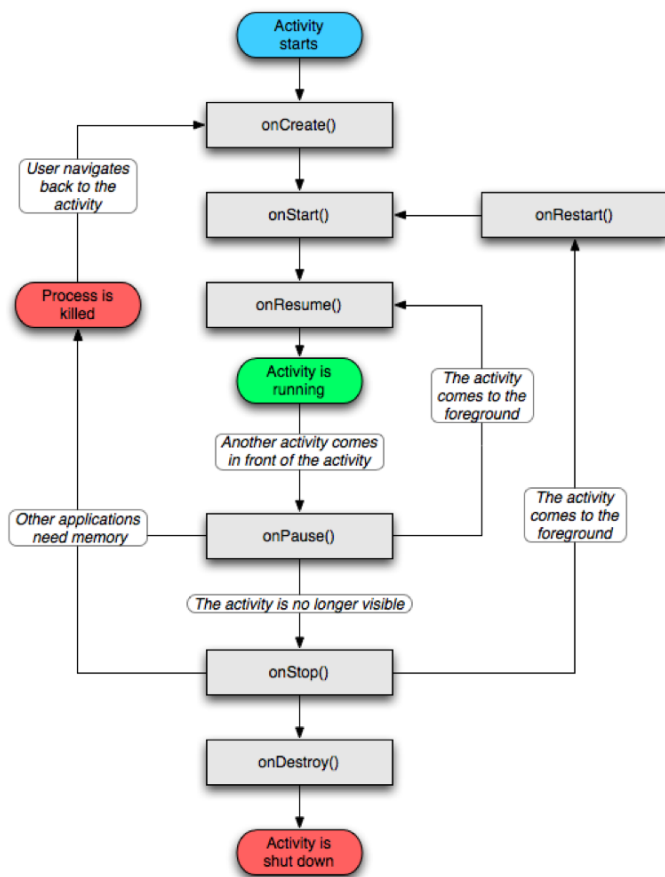 Activity
starts
onCreate()
User navigates
back to the
activity
onStart()
onRestart()
Process is
killed
onResume()
Activity is
running
The activity
comes to the
foreground
Another activity comes
in front of the activity
The activity
comes to the
foreground
Other applications
need memory
onPause()
The activity is no longer visible
onStop()
onDestroy()
Activity is
shut down